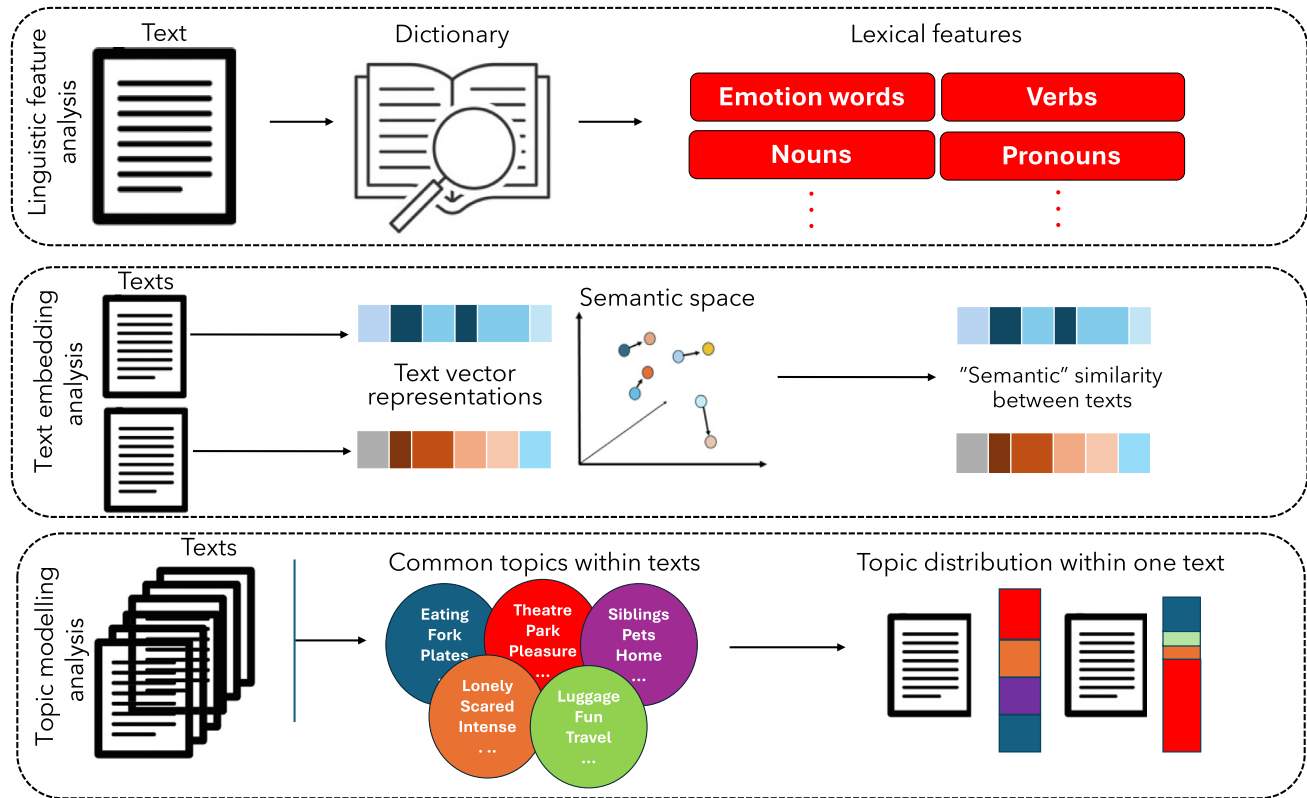 Linguistic feature
analysis
Text
Dictionary
Lexical features
Emotion words
Verbs
Nouns
Pronouns
Text embedding
analysis
Texts
Text vector
representations
Semantic space
”Semantic” similarity
between texts
Topic modelling
analysis
Texts
Common topics within texts
Eating
Fork
Plates
..
Theatre
Park
Pleasure
...
Siblings
Pets
Home
...
Lonely
Scared
Intense
. ..
Luggage
Fun
Travel
...
Topic distribution within one text